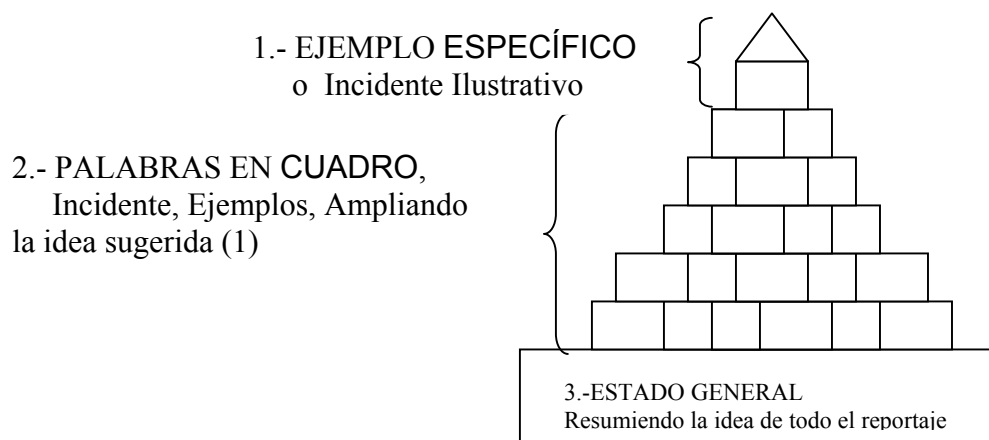 1.- EJEMPLO ESPECÍFICO
o Incidente Ilustrativo
2.- PALABRAS EN CUADRO,
Incidente, Ejemplos, Ampliando
la idea sugerida (1)
3.-ESTADO GENERAL
Resumiendo la idea de todo el reportaje